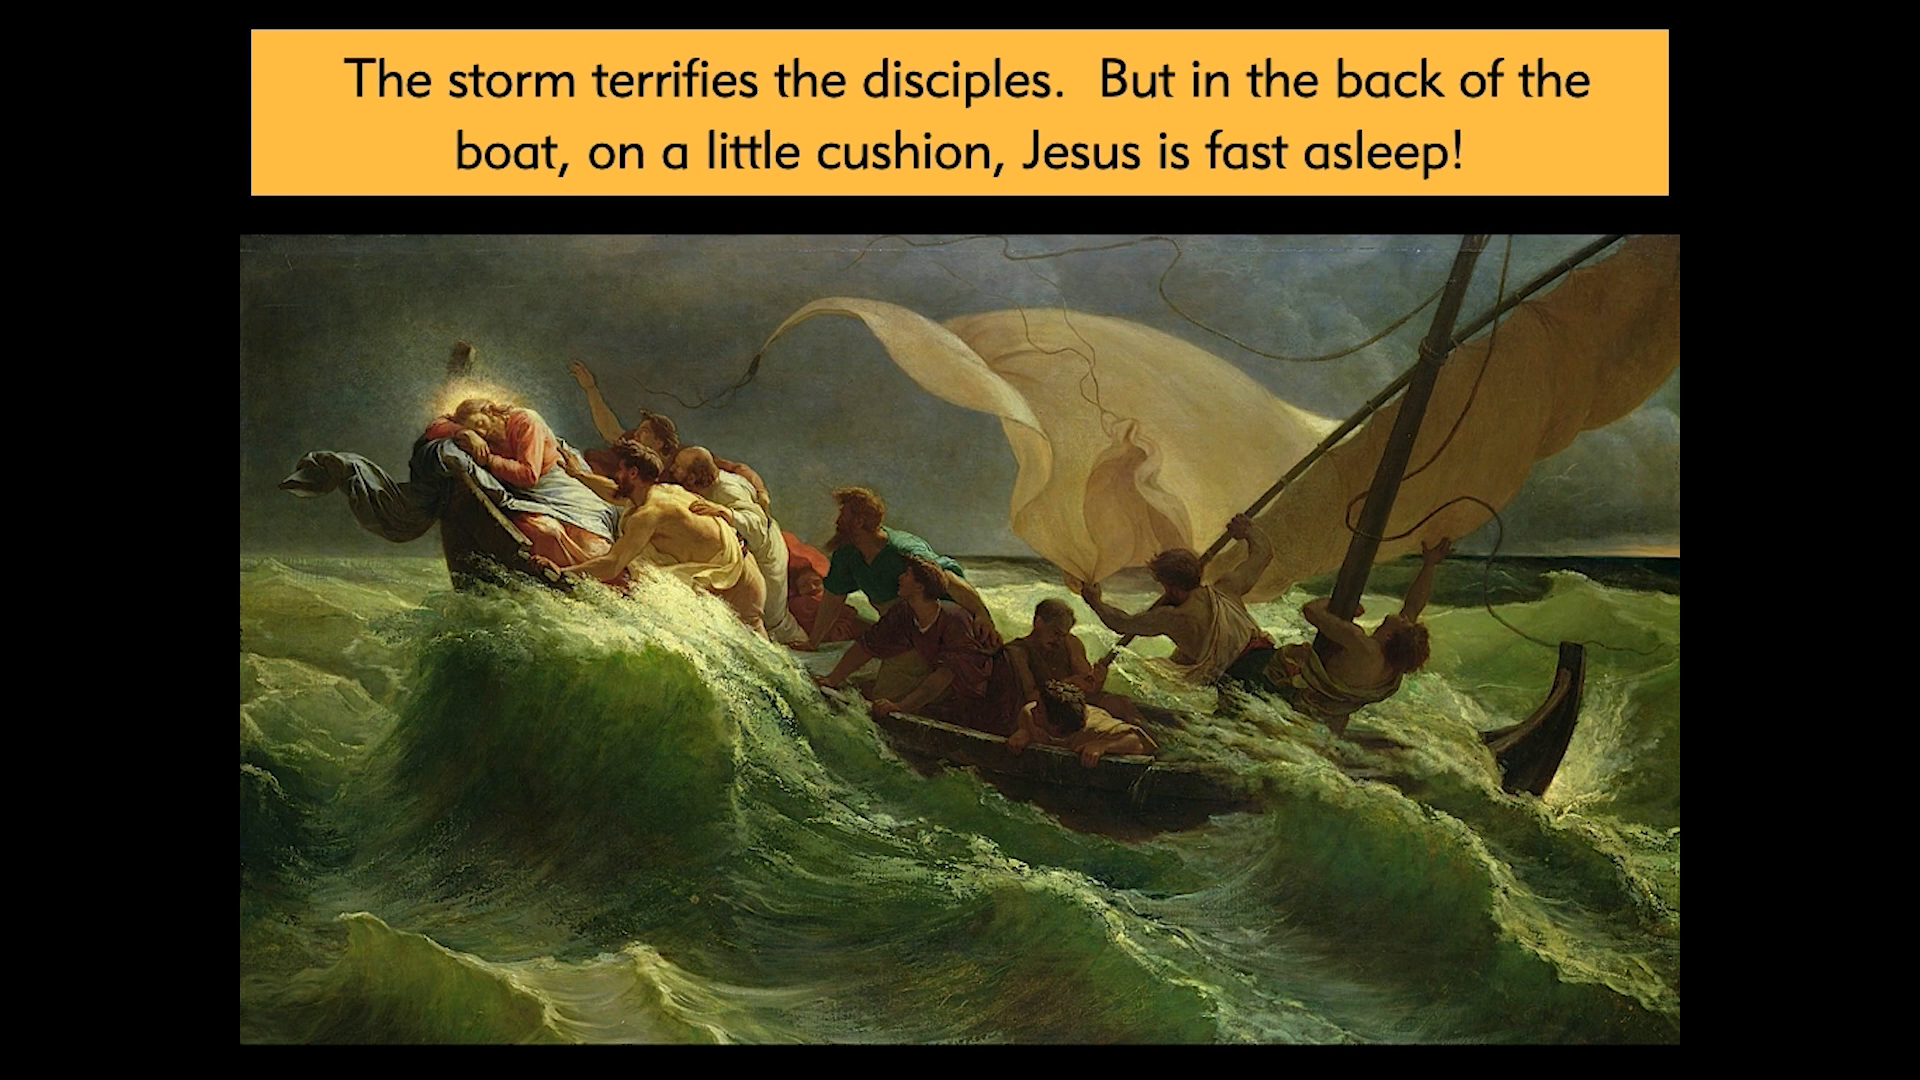 The storm terrifies the disciples.  But in the back of the
boat, on a little cushion, Jesus is fast asleep!